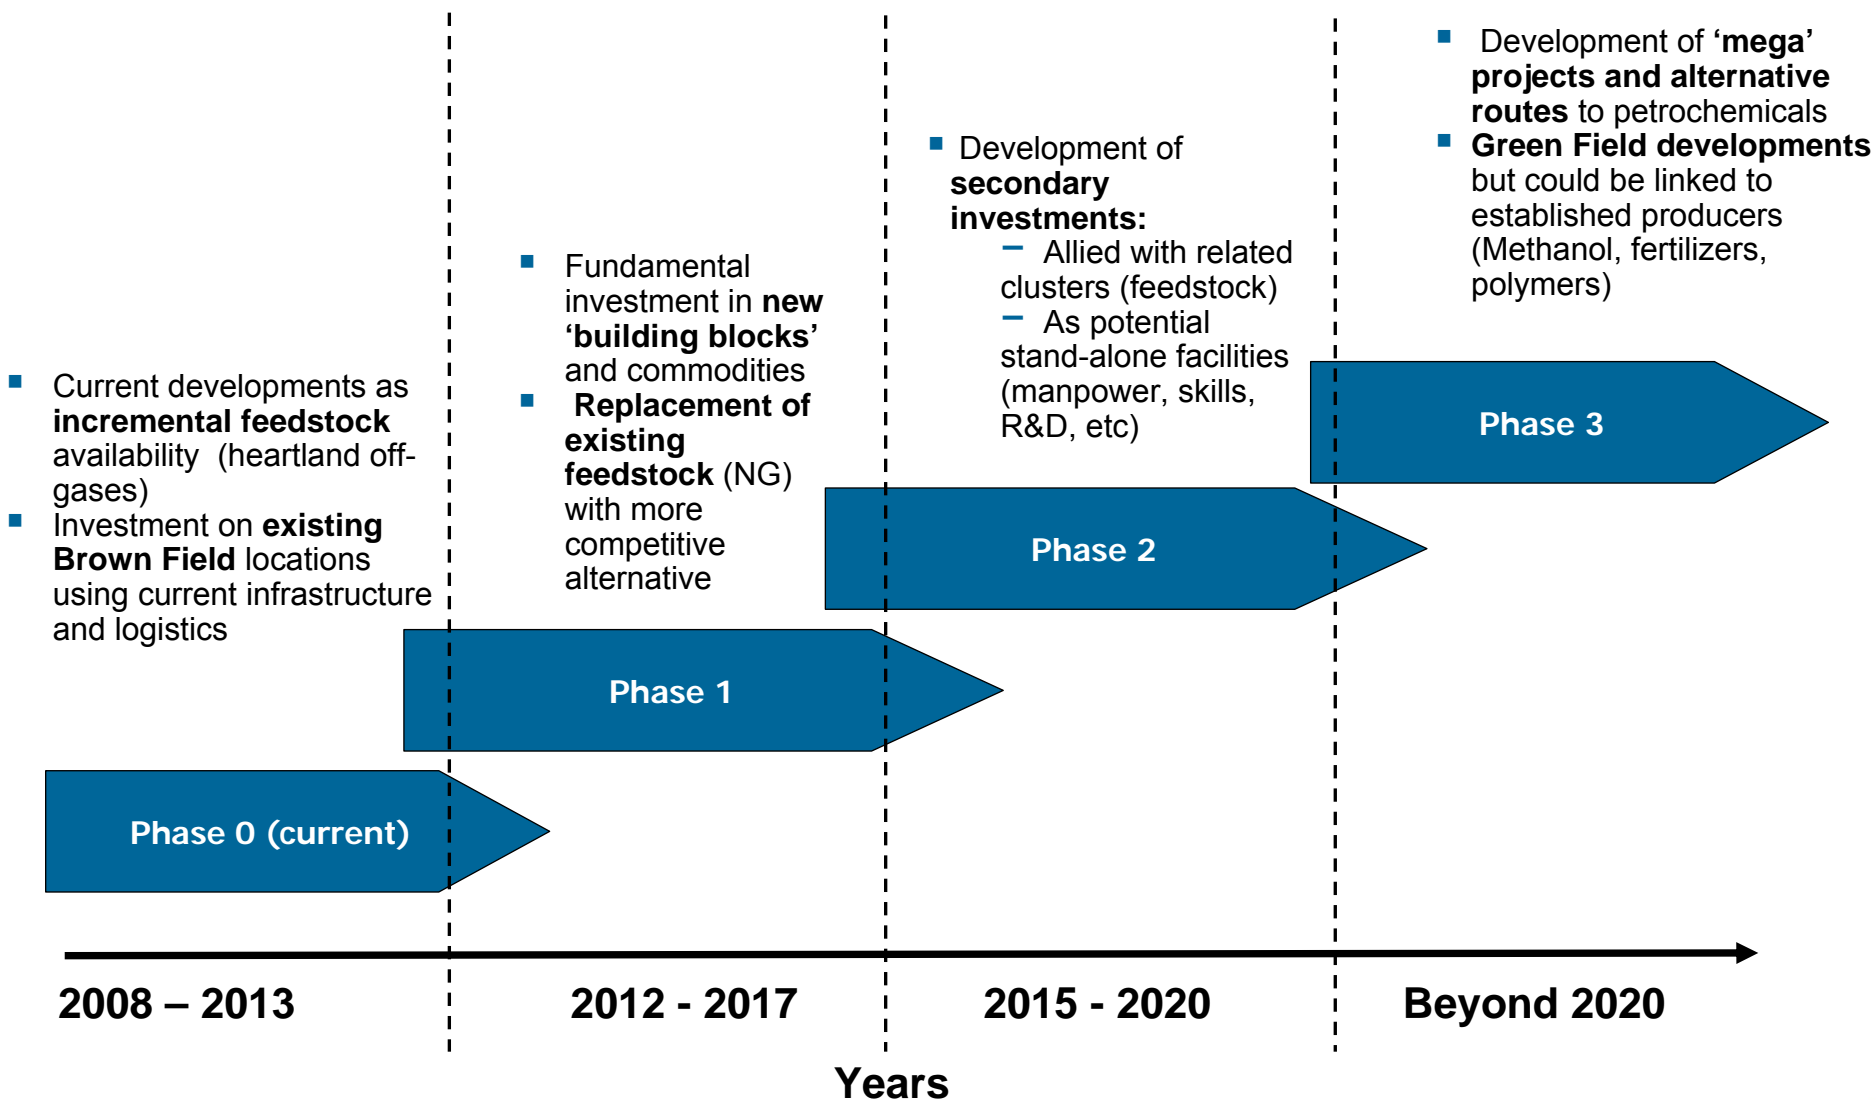 Current developments as
incremental feedstock
availability (heartland off-
gases)
Investment on existing
Brown Field locations
using current infrastructure
and logistics
Fundamental
investment in new
‘building blocks’
and commodities
Replacement of
existing
feedstock (NG)
with more
competitive
alternative
Development of
secondary
investments:
– Allied with related
clusters (feedstock)
– As potential
stand-alone facilities
(manpower, skills,
R&D, etc)
Development of ‘mega’
projects and alternative
routes to petrochemicals
Green Field developments
but could be linked to
established producers
(Methanol, fertilizers,
polymers)
Phase 3
Phase 2
Phase 1
Phase 0 (current)
2008 – 2013
2012 - 2017
2015 - 2020
Beyond 2020
Years